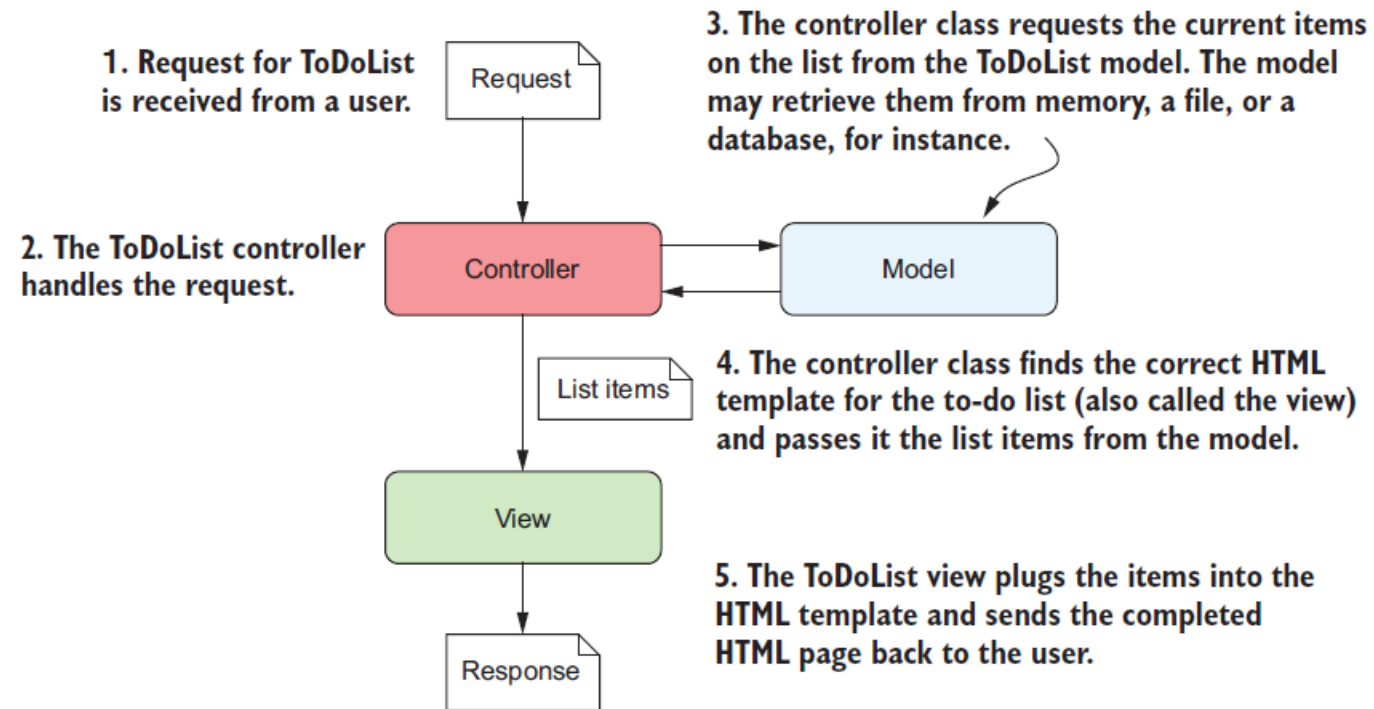 1. Request for ToDoList
is received from a user.
Request
3. The controller class requests the current items
on the list from the ToDoList model. The model
may retrieve them from memory, a file, or a
database, for instance.
2. The ToDoList controller
handles the request.
Controller
Model
List items
4. The controller class finds the correct HTML
template for the to-do list (also called the view)
and passes it the list items from the model.
View
5. The ToDoList view plugs the items into the
HTML template and sends the completed
HTML page back to the user.
Response